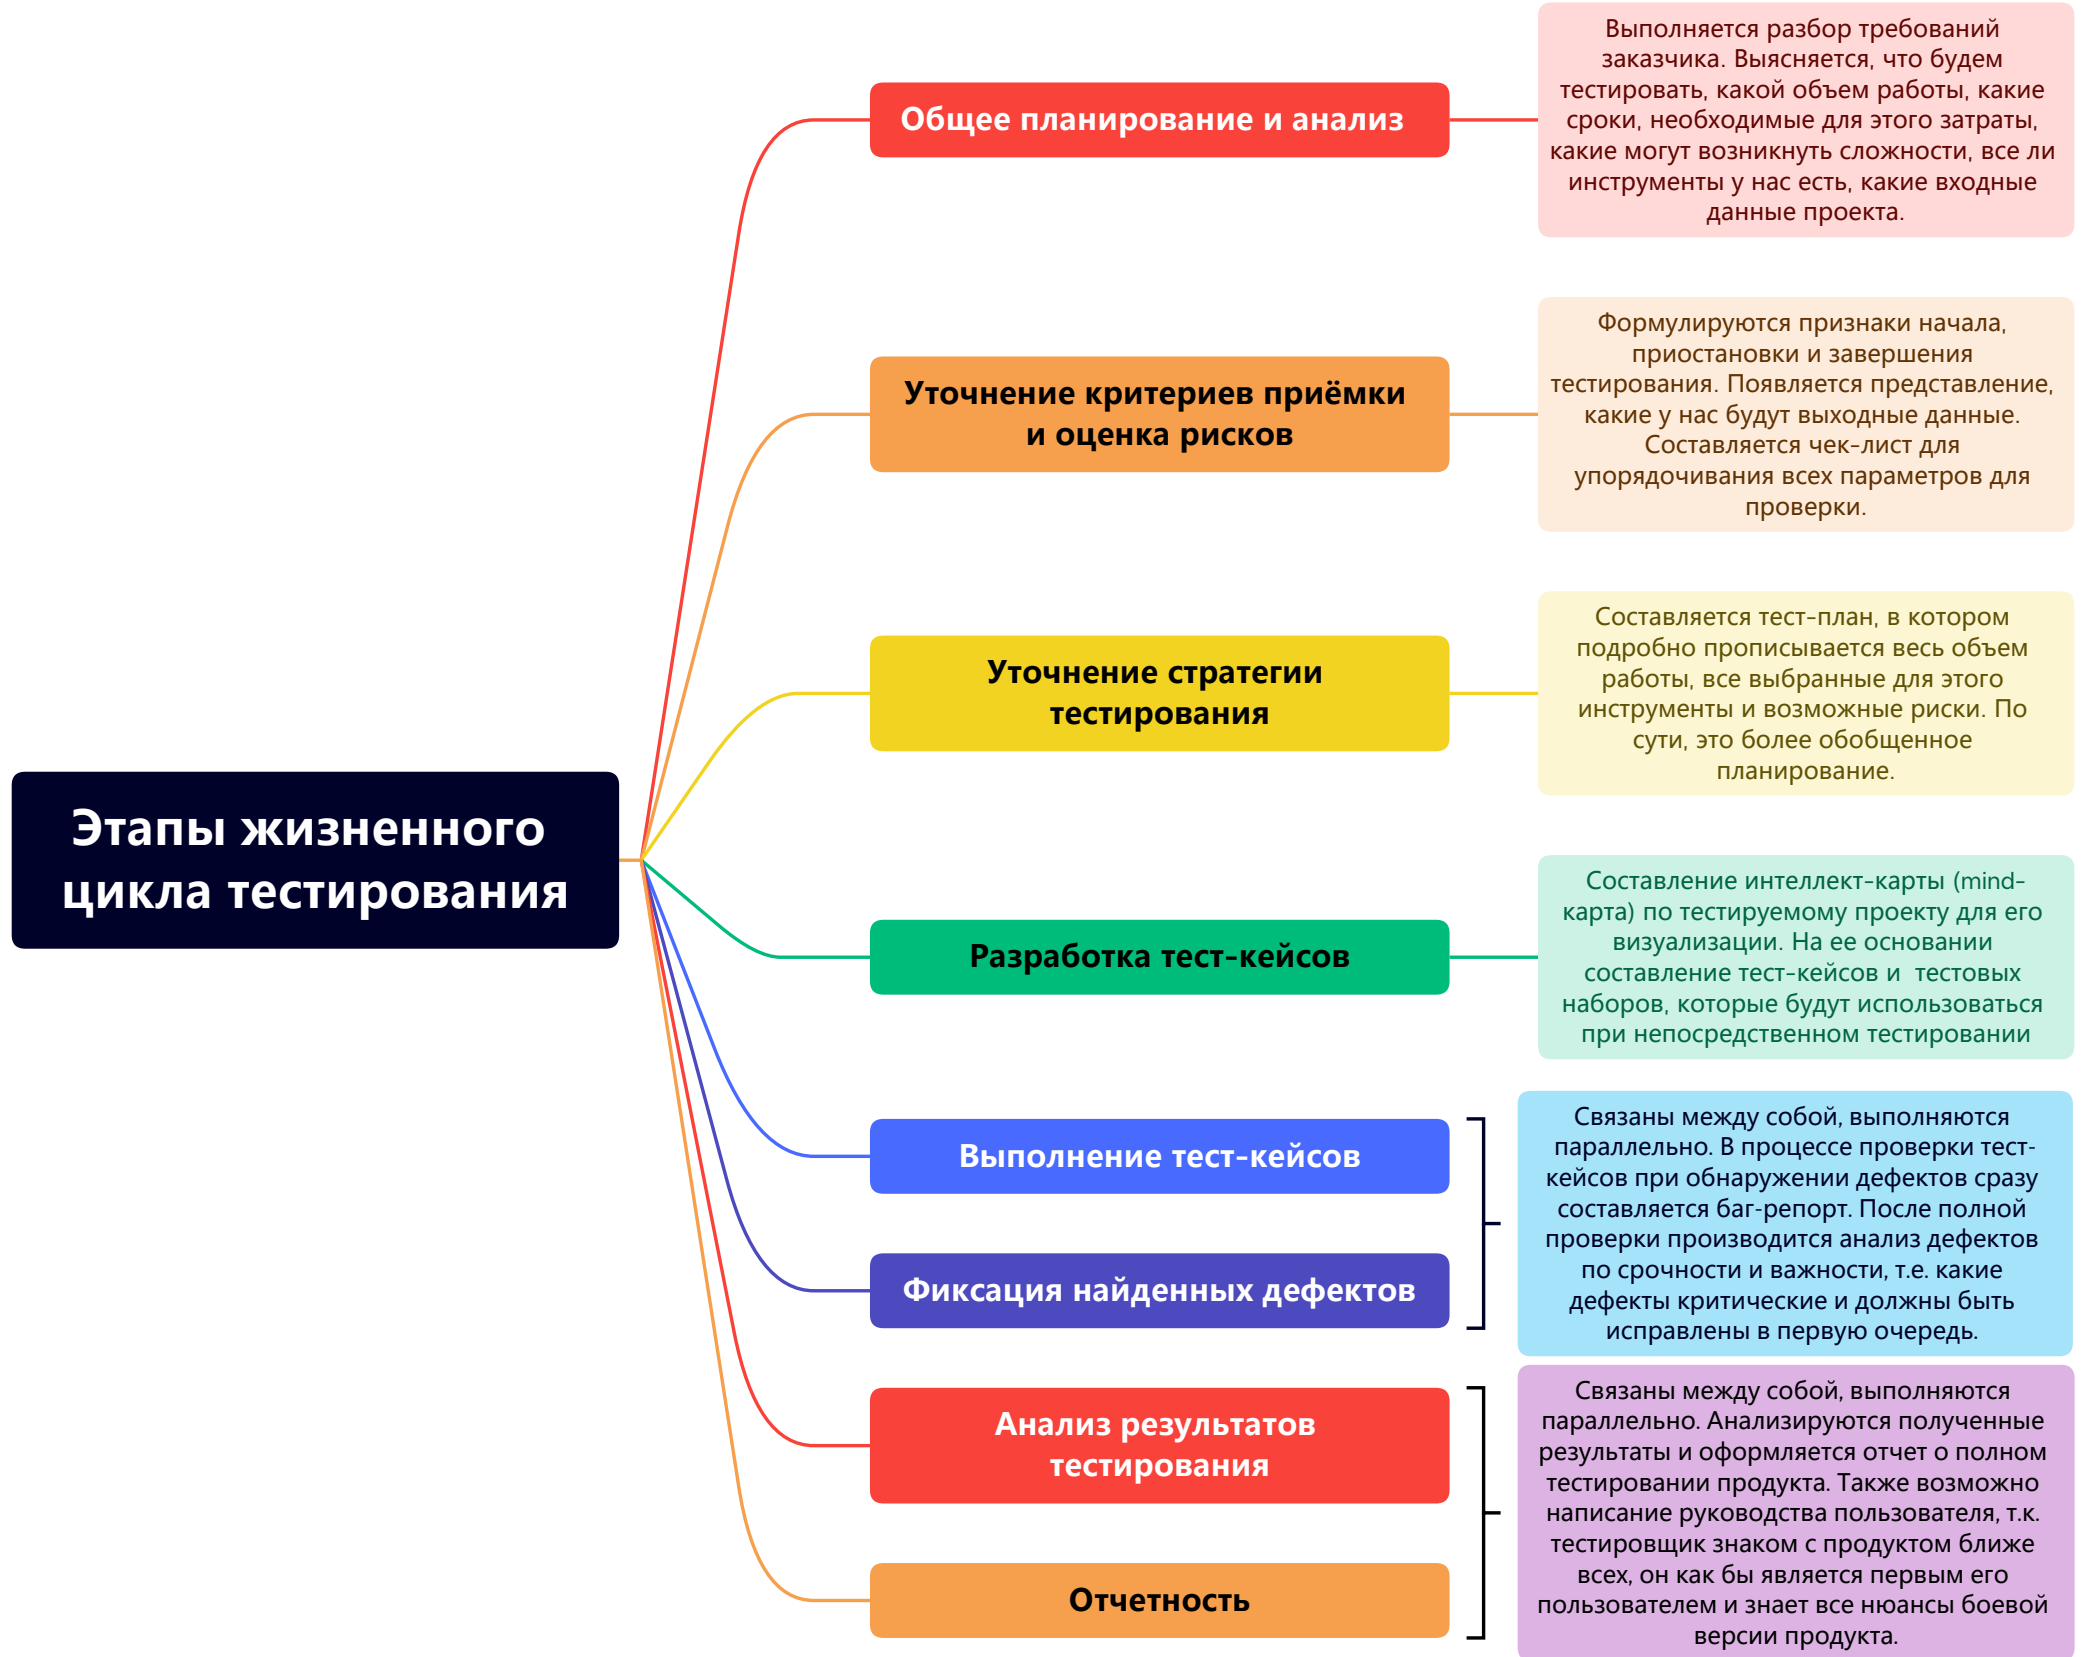 Этапы жизненного
цикла тестирования
Общее планирование и анализ
Выполняется разбор требований
заказчика. Выясняется, что будем
тестировать, какой объем работы, какие
сроки, необходимые для этого затраты,
какие могут возникнуть сложности, все ли
инструменты у нас есть, какие входные
данные проекта.
Уточнение критериев приёмки
и оценка рисков
Формулируются признаки начала,
приостановки и завершения
тестирования. Появляется представление,
какие у нас будут выходные данные.
Составляется чек-лист для
упорядочивания всех параметров для
проверки.
Уточнение стратегии
тестирования
Составляется тест-план, в котором
подробно прописывается весь объем
работы, все выбранные для этого
инструменты и возможные риски. По
сути, это более обобщенное
планирование.
Разработка тест-кейсов
Составление интеллект-карты (mind-
карта) по тестируемому проекту для его
визуализации. На ее основании
составление тест-кейсов и  тестовых
наборов, которые будут использоваться
при непосредственном тестировании
Выполнение тест-кейсов
Фиксация найденных дефектов
Связаны между собой, выполняются
параллельно. В процессе проверки тест-
кейсов при обнаружении дефектов сразу
составляется баг-репорт. После полной
проверки производится анализ дефектов
по срочности и важности, т.е. какие
дефекты критические и должны быть
исправлены в первую очередь.
Анализ результатов
тестирования
Отчетность
Связаны между собой, выполняются
параллельно. Анализируются полученные
результаты и оформляется отчет о полном
тестировании продукта. Также возможно
написание руководства пользователя, т.к.
тестировщик знаком с продуктом ближе
всех, он как бы является первым его
пользователем и знает все нюансы боевой
версии продукта.